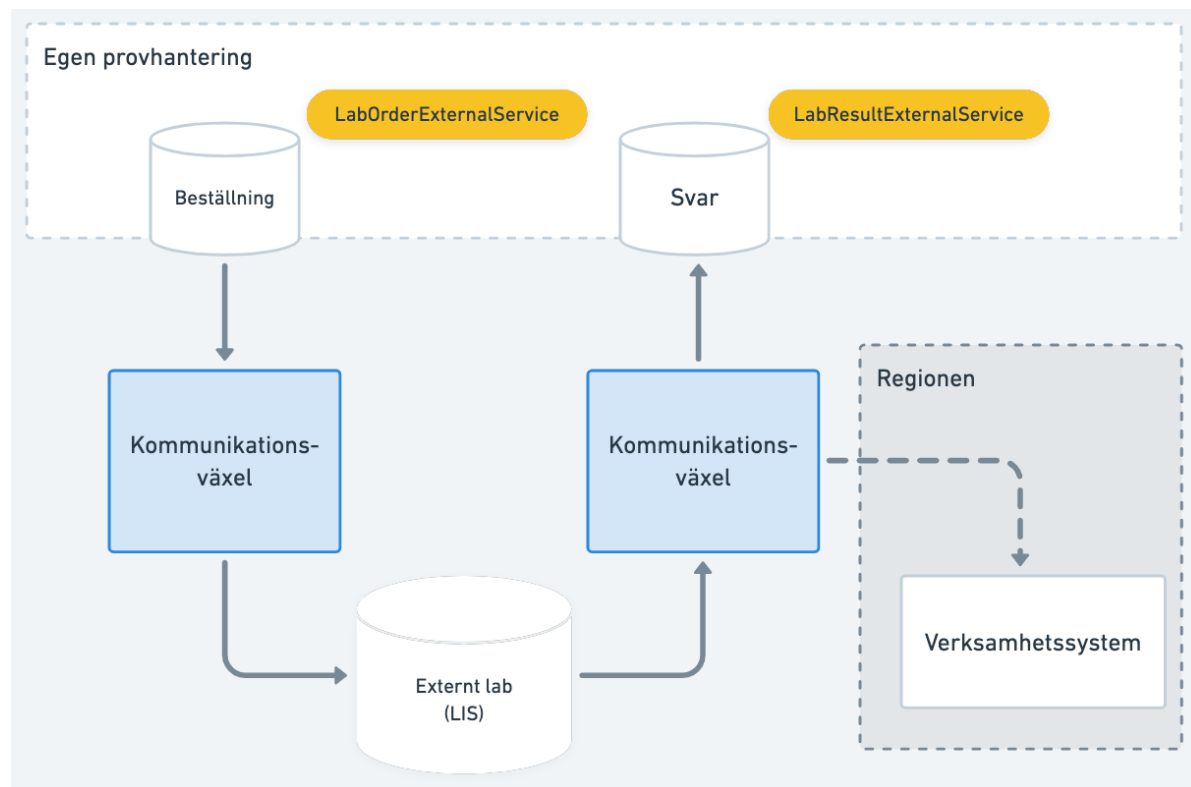 Egen provhantering
LabOrderExternalService
LabResultExternalService
Beställning
Svar
Regionen
Kommunikations-
växel
Kommunikations-
växel
Verksamhetssystem
Externt lab
(LIS)